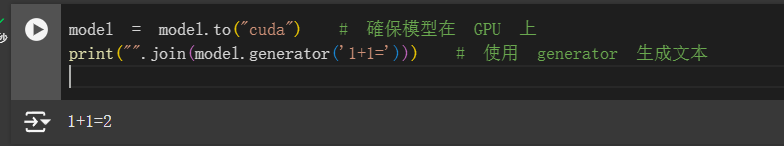 秒
model = model.to("cuda") # 確保模型在 GPU 上
print("".join(model.generator('1+1='))) # 使用 generator 生成文本
1+1=2